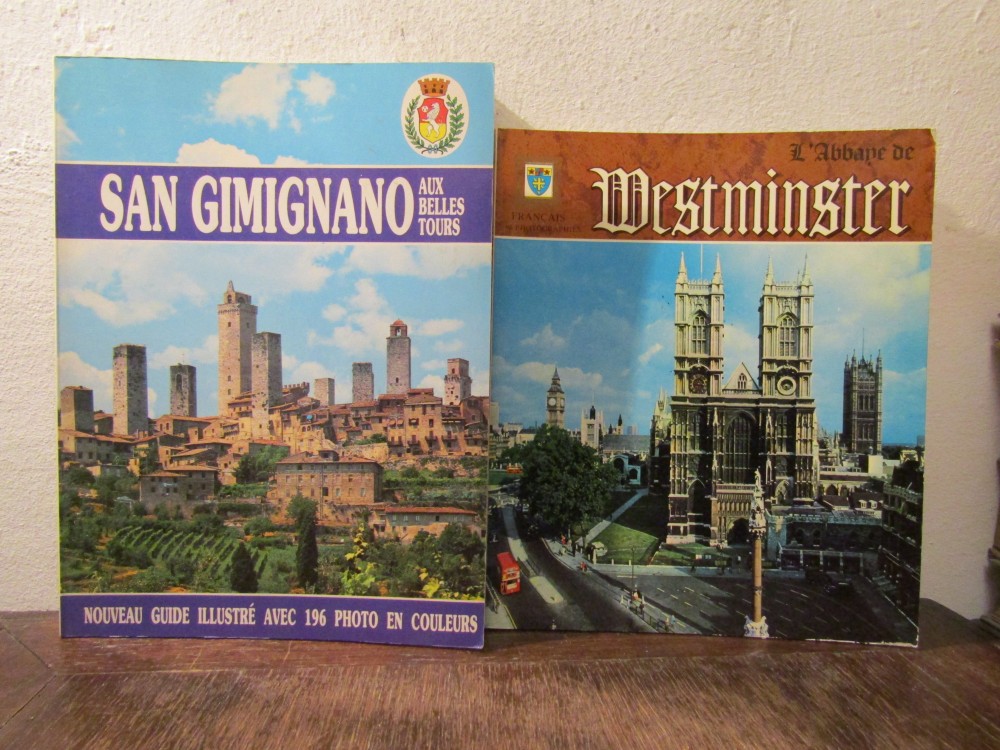 SAN GIMIGNANO
AUX
BELLES
TOURS
NOUVEAU GUIDE ILLUSTRÉ AVEC 196 PHOTO EN COULEURS
L'Abbaye de
Westminster
FRANÇAIS